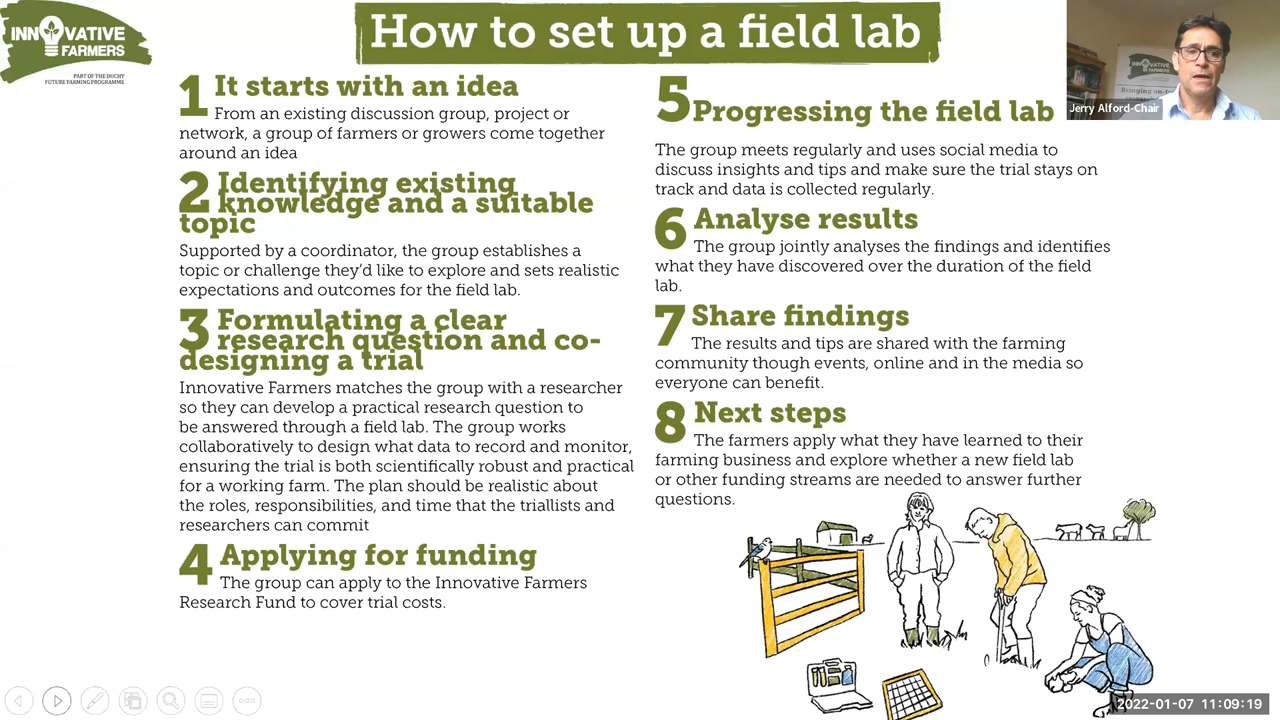 INNOVATIVE
FARMERS
PART OF THE DUCHY
FUTURE FARMING PROGRAMME
How to set up a field lab
1 It starts with an idea
From an existing discussion group, project or
network, a group of farmers or growers come together
around an idea
2 Identifying existing
knowledge and a suitable
topic
Supported by a coordinator, the group establishes a
topic or challenge they’d like to explore and sets realistic
expectations and outcomes for the field lab.
3 Formulating a clear
research question and co-
designing a trial
Innovative Farmers matches the group with a researcher
so they can develop a practical research question to
be answered through a field lab. The group works
collaboratively to design what data to record and monitor,
ensuring the trial is both scientifically robust and practical
for a working farm. The plan should be realistic about
the roles, responsibilities, and time that the triallists and
researchers can commit
4 Applying for funding
The group can apply to the Innovative Farmers
Research Fund to cover trial costs.
5 Progressing the field lab
The group meets regularly and uses social media to
discuss insights and tips and make sure the trial stays on
track and data is collected regularly.
6 Analyse results
The group jointly analyses the findings and identifies
what they have discovered over the duration of the field
lab.
7 Share findings
The results and tips are shared with the farming
community though events, online and in the media so
everyone can benefit.
8 Next steps
The farmers apply what they have learned to their
farming business and explore whether a new field lab
or other funding streams are needed to answer further
questions.
INNOVATIVE
FARMERS
Jerry Alford-Chair
2022-01-07 11:09:19